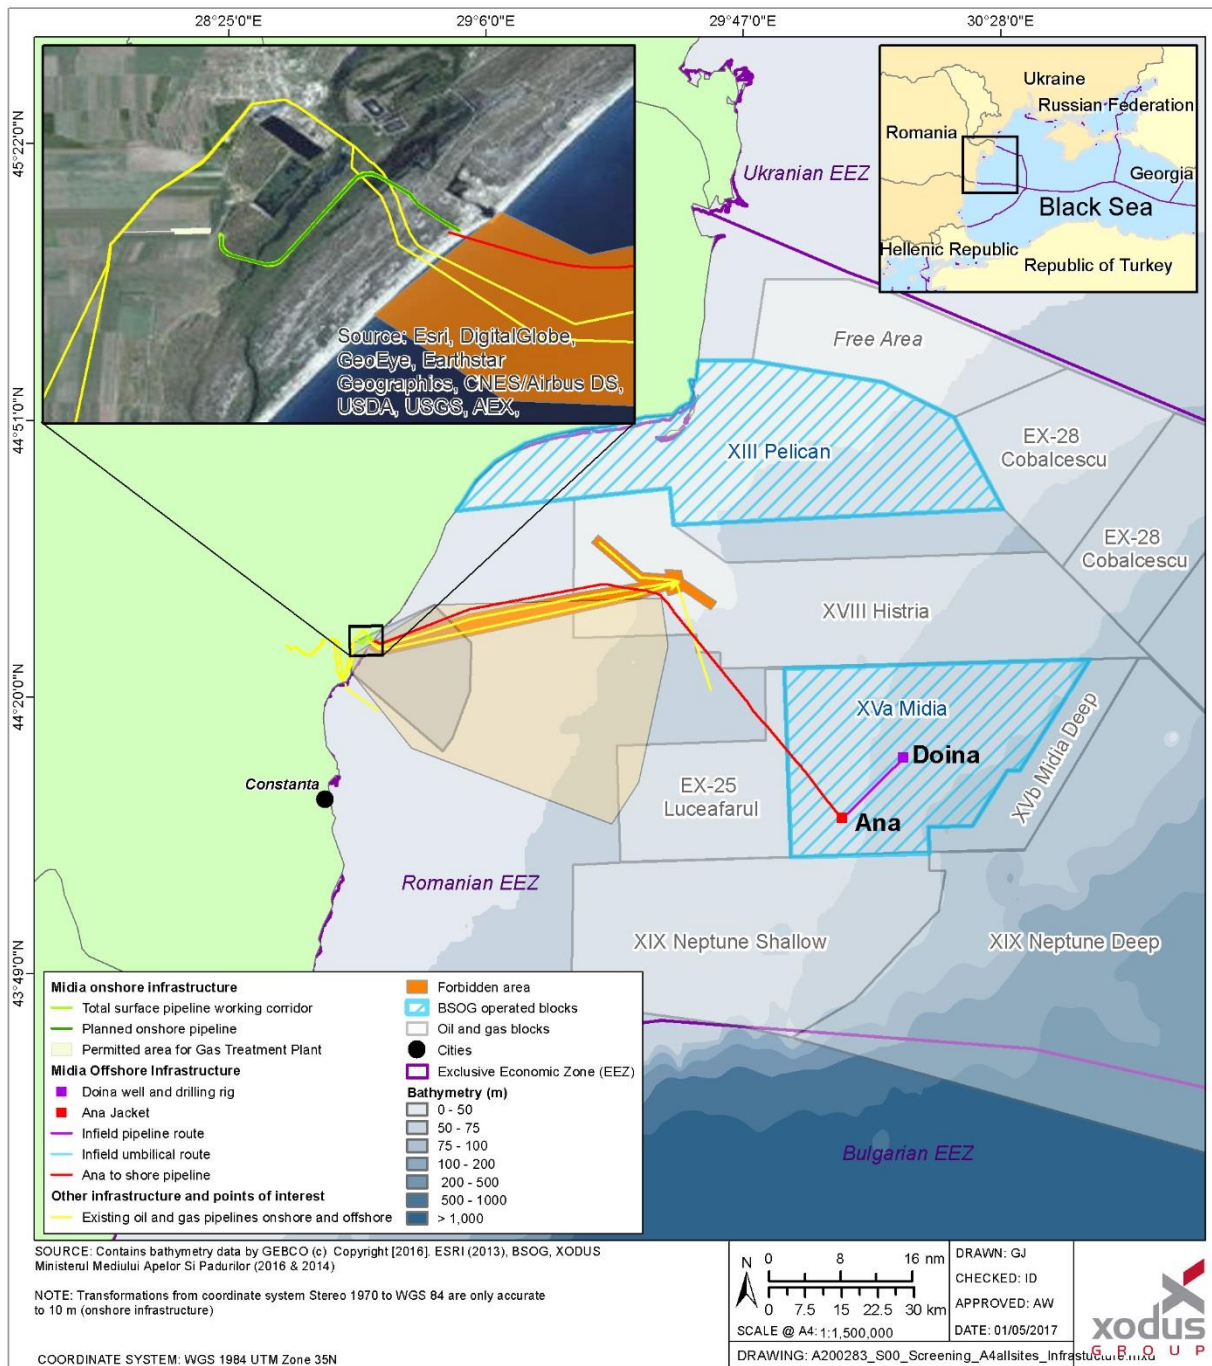 28°25'0"E
29°6'0"E
29°47'0"E
30°28'0"E
45°22'0"N
44°51'0"N
44°20'0"N
43°49'0"N
Source: Esri, DigitalGlobe,
GeoEye, Earthstar
Geographics, CNES/Airbus DS,
USDA, USGS, AEX,
Ukraine
Russian Federation
Romania
Georgia
Black Sea
Hellenic Republic
Republic of Turkey
Ukranian EEZ
Free Area
XIII Pelican
EX-28
Cobalcescu
EX-28
Cobalcescu
XVIII Histria
XVa Midia
Doina
Ana
XVb Midia Deep
EX-25
Luceafarul
Constanta
Romanian EEZ
XIX Neptune Shallow
XIX Neptune Deep
Bulgarian EEZ
Midia onshore infrastructure
Total surface pipeline working corridor
Planned onshore pipeline
Permitted area for Gas Treatment Plant
Midia Offshore Infrastructure
Doina well and drilling rig
Ana Jacket
Infield pipeline route
Infield umbilical route
Ana to shore pipeline
Other infrastructure and points of interest
Existing oil and gas pipelines onshore and offshore
Forbidden area
BSOG operated blocks
Oil and gas blocks
Cities
Exclusive Economic Zone (EEZ)
Bathymetry (m)
0 - 50
50 - 75
75 - 100
100 - 200
200 - 500
500 - 1000
> 1,000
SOURCE: Contains bathymetry data by GEBCO (c) Copyright [2016]. ESRI (2013), BSOG, XODUS
Ministerul Mediului Apelor Si Padurilor (2016 & 2014)
NOTE: Transformations from coordinate system Stereo 1970 to WGS 84 are only accurate
to 10 m (onshore infrastructure)
COORDINATE SYSTEM: WGS 1984 UTM Zone 35N
N
0 8 16 nm
0 7.5 15 22.5 30 km
SCALE @ A4: 1:1,500,000
DRAWN: GJ
CHECKED: ID
APPROVED: AW
DATE: 01/05/2017
DRAWING: A200283_S00_Screening_A4allsites_Infrastucture.mxd
xodus
GROUP